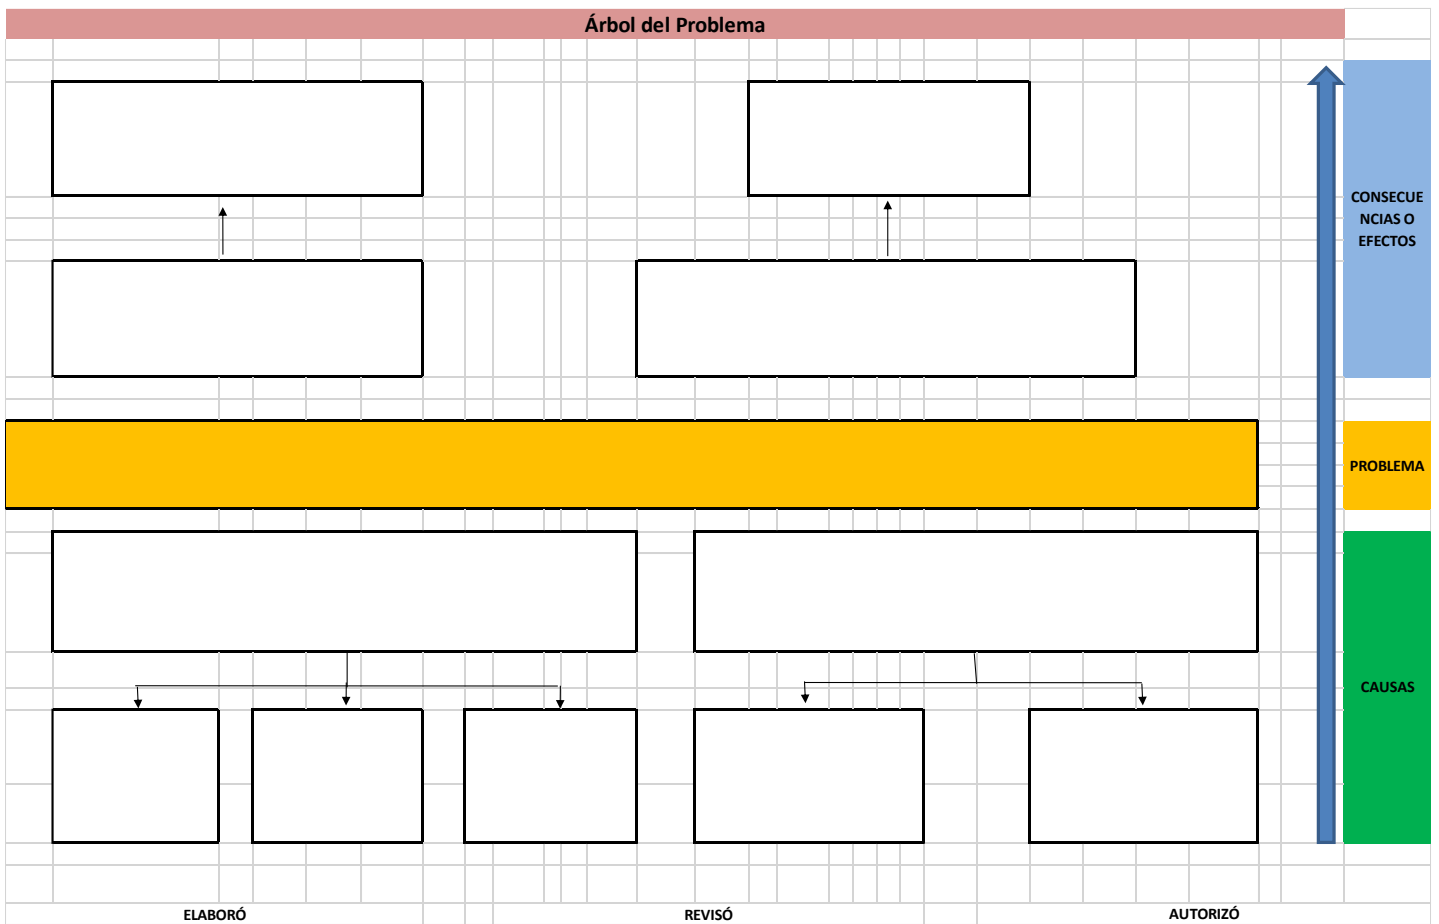 Árbol del Problema
CONSECUE
NCIAS O
EFECTOS
PROBLEMA
CAUSAS
ELABORÓ
REVISÓ
AUTORIZÓ